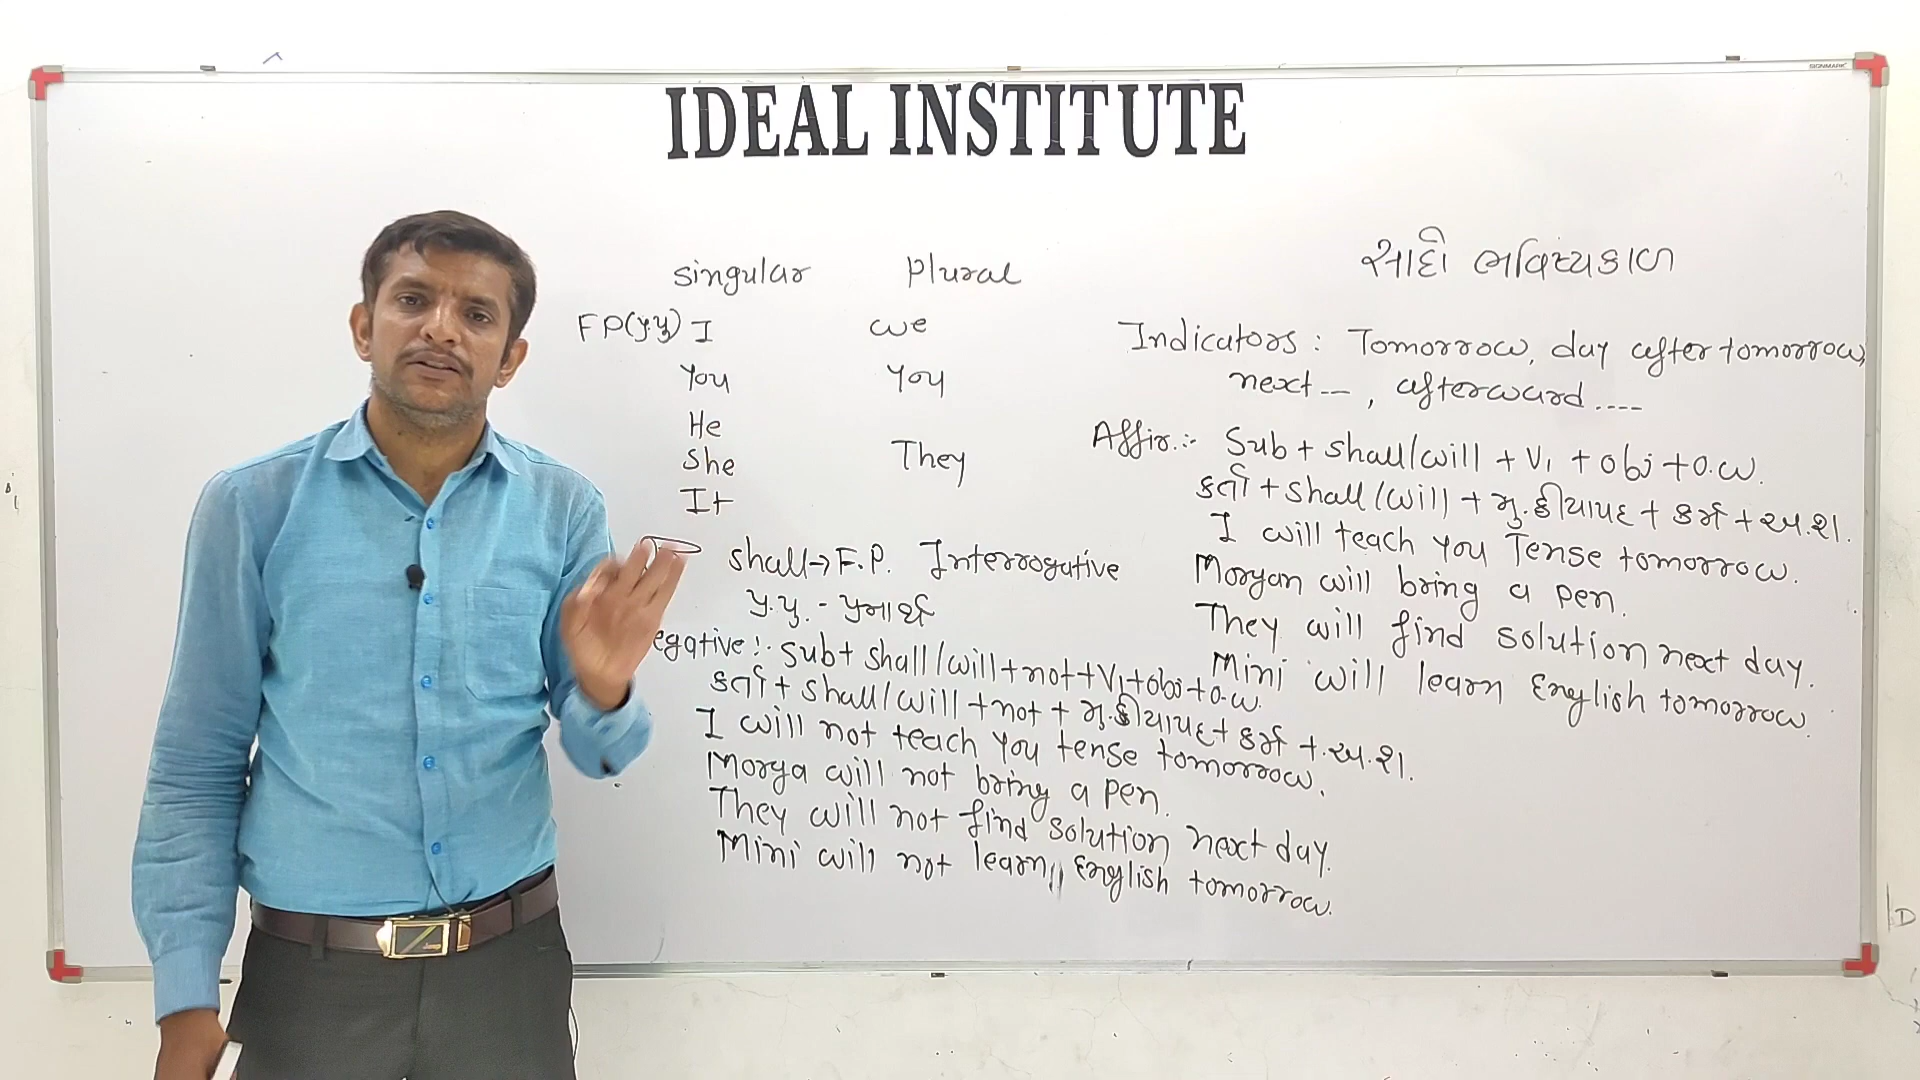 IDEAL INSTITUTE
singular Plural
FP(પુ.પુ) I we
You You
He
She They
It
shall→F.P. Interrogative
પુ.પુ. - પ્રનાર્થ
સાદો ભવિષ્યકાળ
Indicators : Tomorrow, day after tomorrow,
next --- , afterward ....
Affir.:- Sub + shall/will + V₁ + obj + o.w.
કર્તા + shall/will + મુ.ક્રીયાપદ + કર્મ + અ.શ.
I will teach you Tense tomorrow.
Morgan will bring a pen.
They will find solution next day.
Mini will learn English tomorrow.
egative :- Sub + shall/will + not + V₁ + obj + o.w.
કર્તા + shall/will + not + મુ.ક્રીયાપદ + કર્મ + અ.શ.
I will not teach you tense tomorrow.
Morga will not bring a pen.
They will not find solution next day.
Mini will not learn English tomorrow.